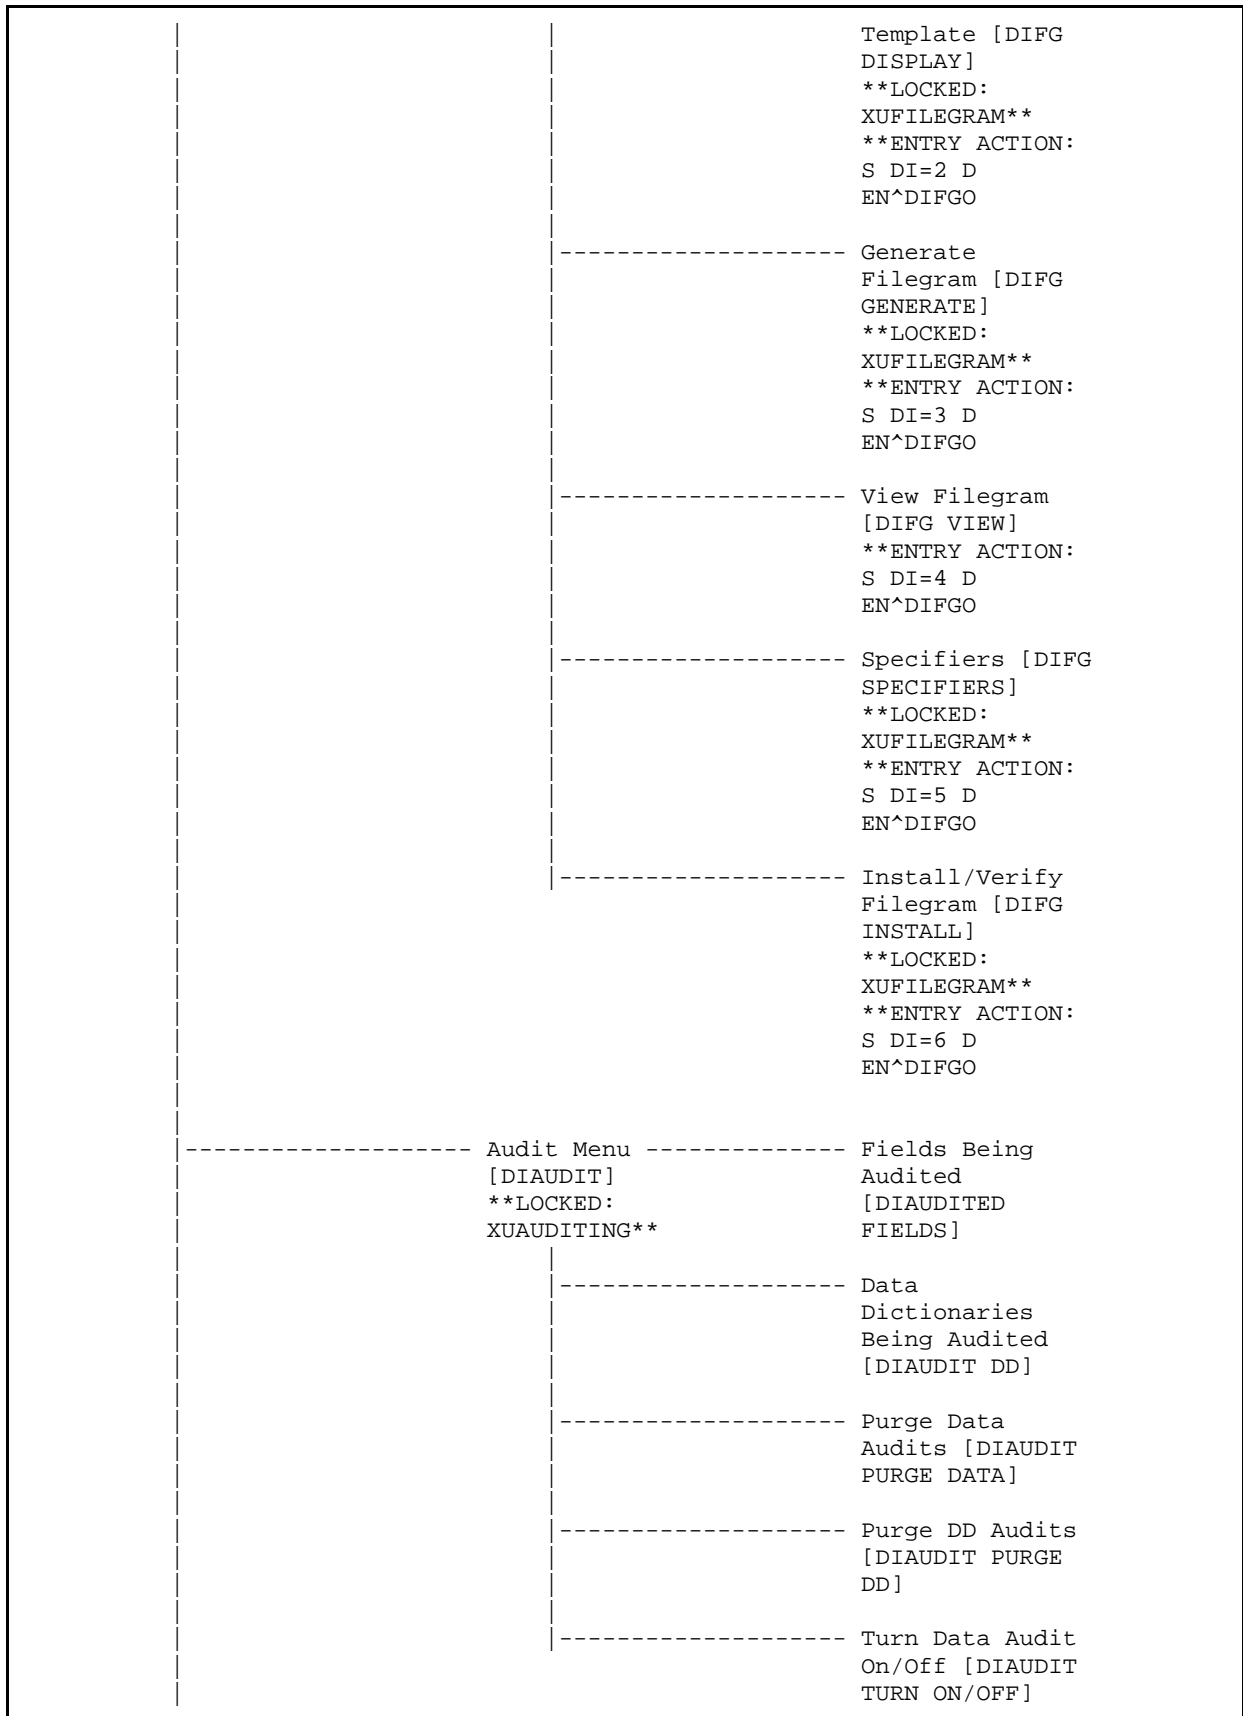 Template [DIFG
DISPLAY]
**LOCKED:
XUFILEGRAM**
**ENTRY ACTION:
S DI=2 D
EN^DIFGO
|-------------------- Generate
Filegram [DIFG
GENERATE]
**LOCKED:
XUFILEGRAM**
**ENTRY ACTION:
S DI=3 D
EN^DIFGO
|-------------------- View Filegram
[DIFG VIEW]
**ENTRY ACTION:
S DI=4 D
EN^DIFGO
|-------------------- Specifiers [DIFG
SPECIFIERS]
**LOCKED:
XUFILEGRAM**
**ENTRY ACTION:
S DI=5 D
EN^DIFGO
|-------------------- Install/Verify
Filegram [DIFG
INSTALL]
**LOCKED:
XUFILEGRAM**
**ENTRY ACTION:
S DI=6 D
EN^DIFGO
|-------------------- Audit Menu -------------- Fields Being
[DIAUDIT] Audited
**LOCKED: [DIAUDITED
XUAUDITING** FIELDS]
|-------------------- Data
Dictionaries
Being Audited
[DIAUDIT DD]
|-------------------- Purge Data
Audits [DIAUDIT
PURGE DATA]
|-------------------- Purge DD Audits
[DIAUDIT PURGE
DD]
|-------------------- Turn Data Audit
On/Off [DIAUDIT
TURN ON/OFF]